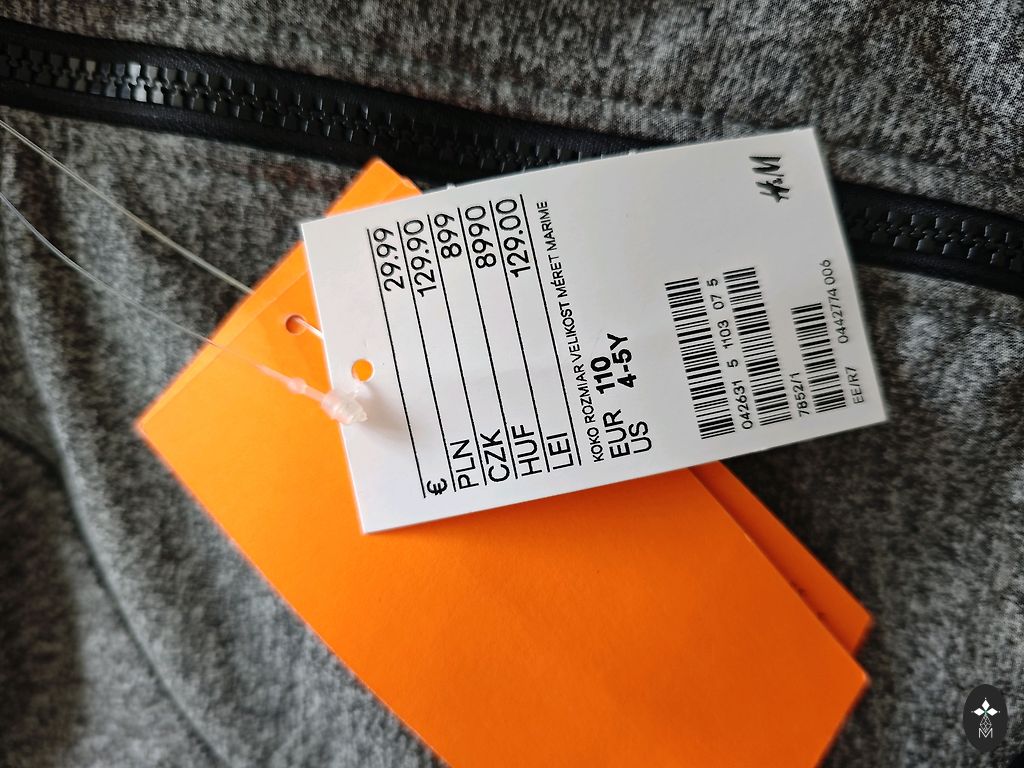 € 29.99
PLN 129.90
CZK 899
HUF 8990
LEI 129.00
KOKO ROZMIAR VELIKOST MÉRET MARIME
EUR 110
US 4-5Y
042631 5 1103 07 5
7852/1 0442774 006
EE/R7
H&M
M